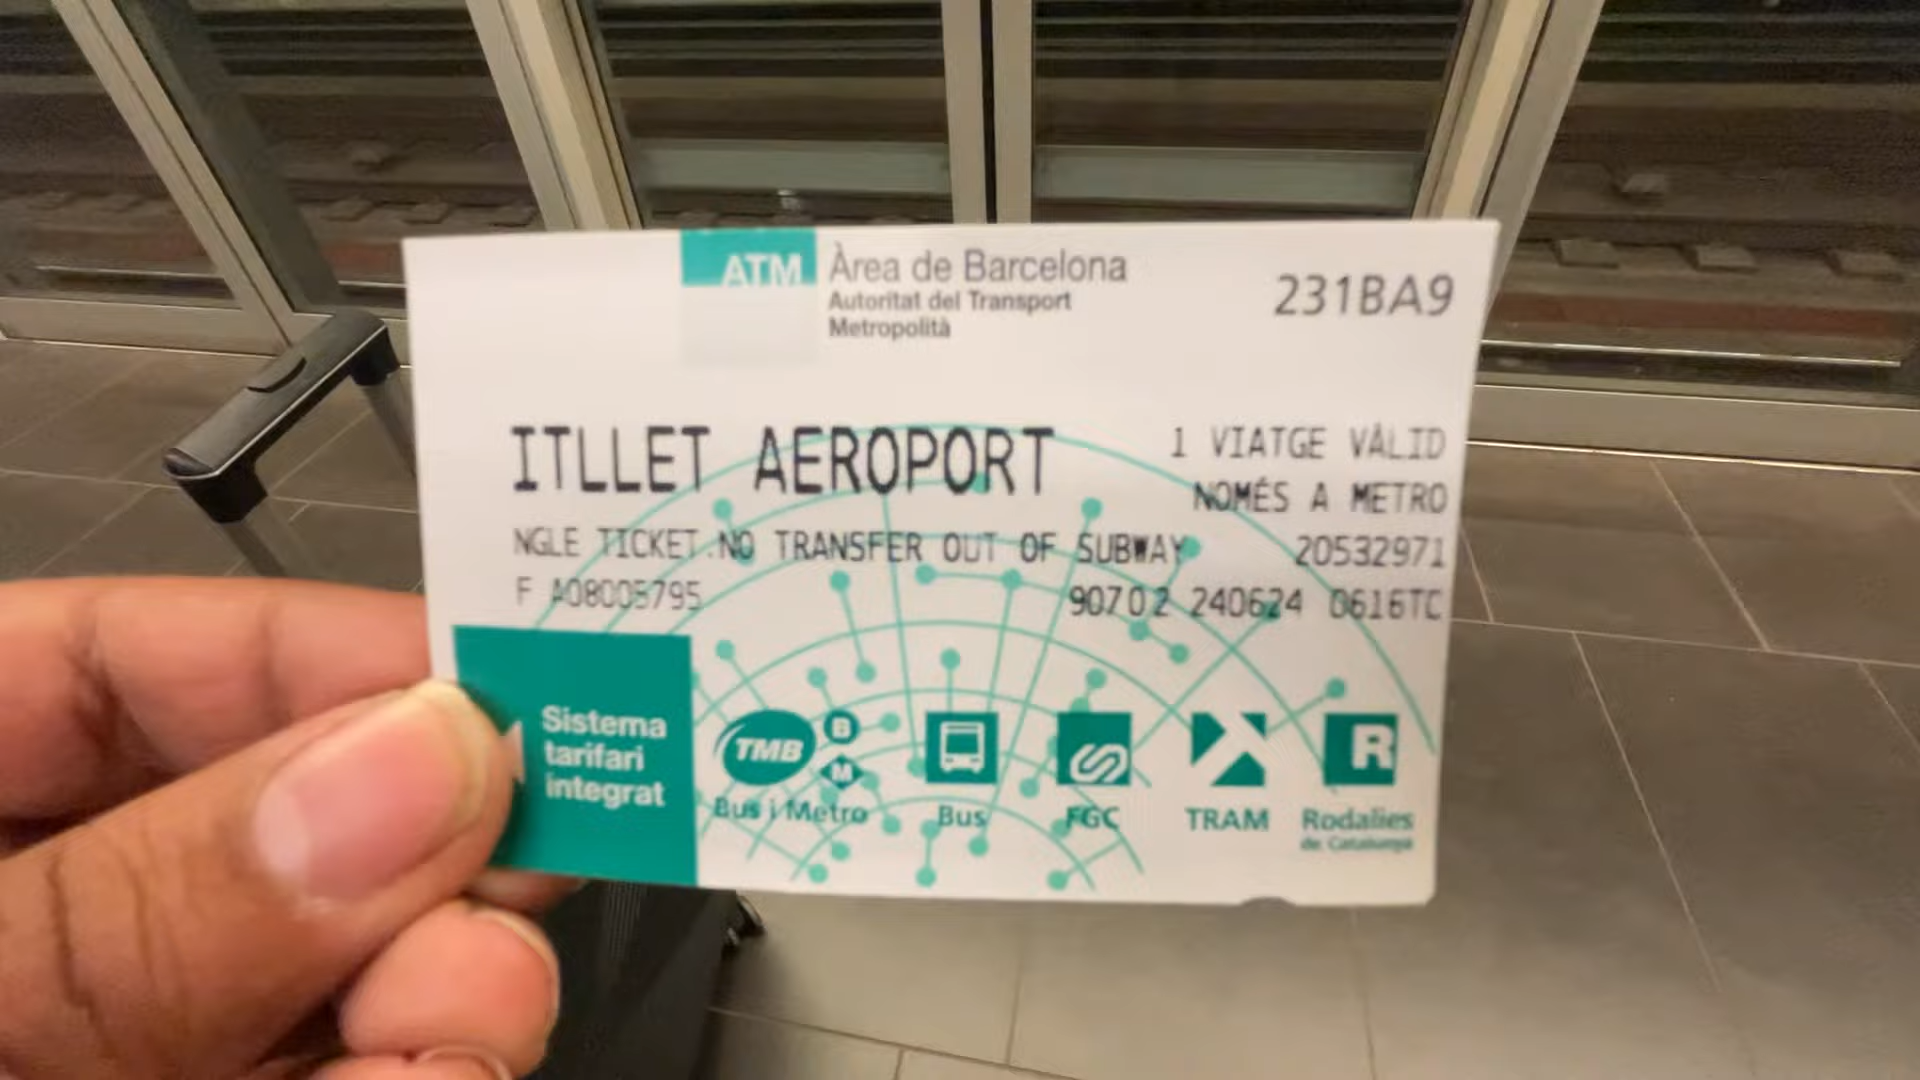 ATM
Àrea de Barcelona
Autoritat del Transport
Metropolità
231BA9
ITLLET AEROPORT
1 VIATGE VÀLID
NOMÉS A METRO
NGLE TICKET.NO TRANSFER OUT OF SUBWAY
20532971
F A08005795
90702 240624 0616TC
Sistema
tarifari
integrat
TMB
B
M
Bus i Metro
Bus
FGC
TRAM
R
Rodalies
de Catalunya